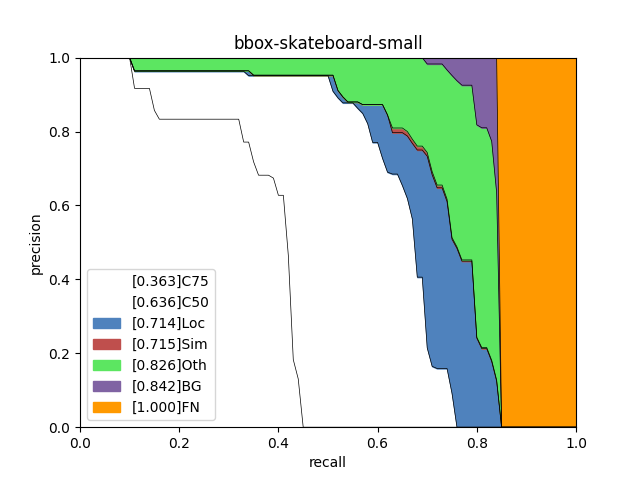 bbox-skateboard-small
precision
1.0
0.8
0.6
0.4
0.2
0.0
[0.363]C75
[0.636]C50
[0.714]Loc
[0.715]Sim
[0.826]Oth
[0.842]BG
[1.000]FN
0.0 0.2 0.4 0.6 0.8 1.0
recall